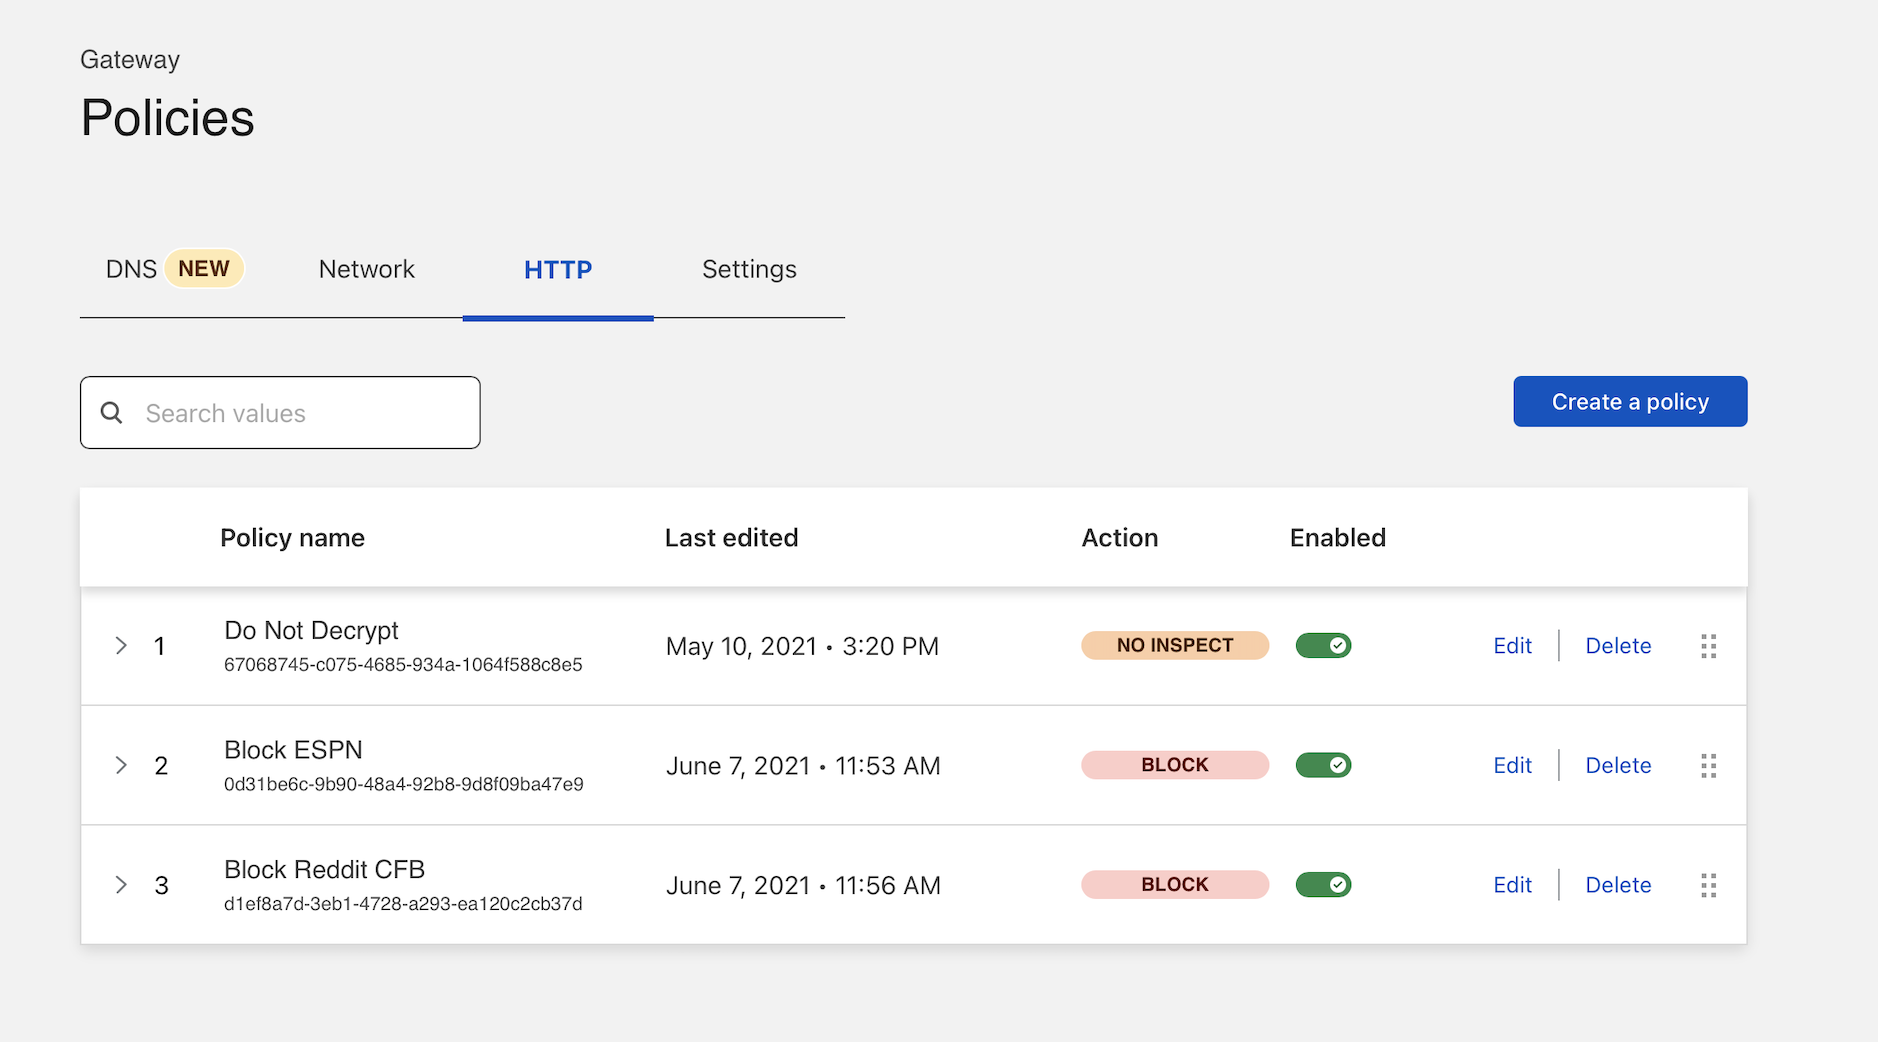 Gateway
Policies
DNS NEW Network HTTP Settings
Search values
Create a policy
Policy name Last edited Action Enabled
1 Do Not Decrypt May 10, 2021 • 3:20 PM NO INSPECT Edit Delete
67068745-c075-4685-934a-1064f588c8e5
2 Block ESPN June 7, 2021 • 11:53 AM BLOCK Edit Delete
0d31be6c-9b90-48a4-92b8-9d8f09ba47e9
3 Block Reddit CFB June 7, 2021 • 11:56 AM BLOCK Edit Delete
d1ef8a7d-3eb1-4728-a293-ea120c2cb37d